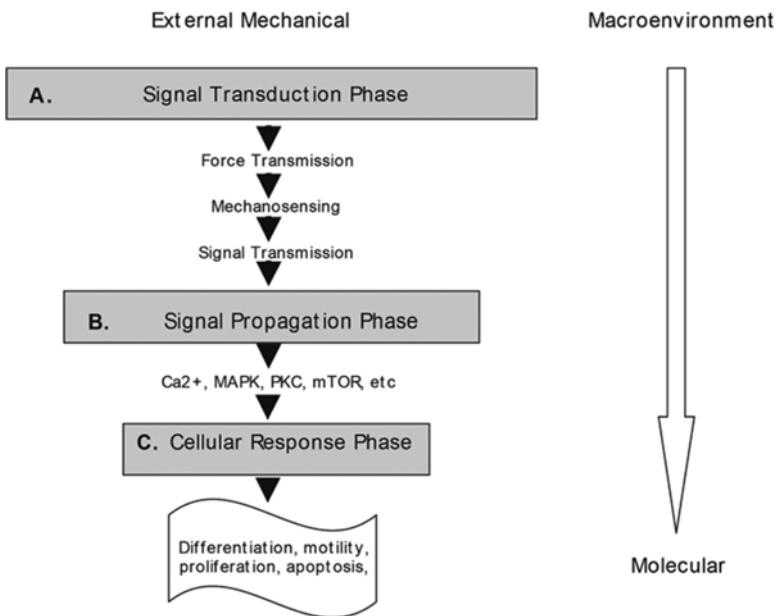 External Mechanical
Macroenvironment
A. Signal Transduction Phase
Force Transmission
Mechanosensing
Signal Transmission
B. Signal Propagation Phase
Ca2+, MAPK, PKC, mTOR, etc
C. Cellular Response Phase
Differentiation, motility,
proliferation, apoptosis,
Molecular